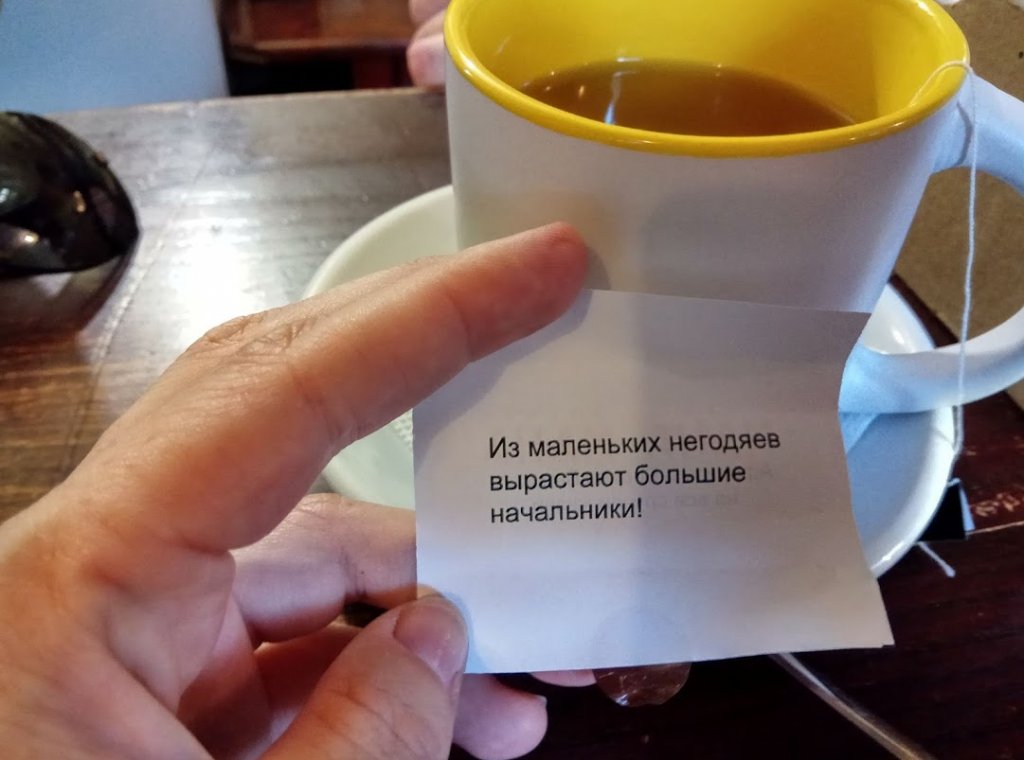 Из маленьких негодяев
вырастают большие
начальники!